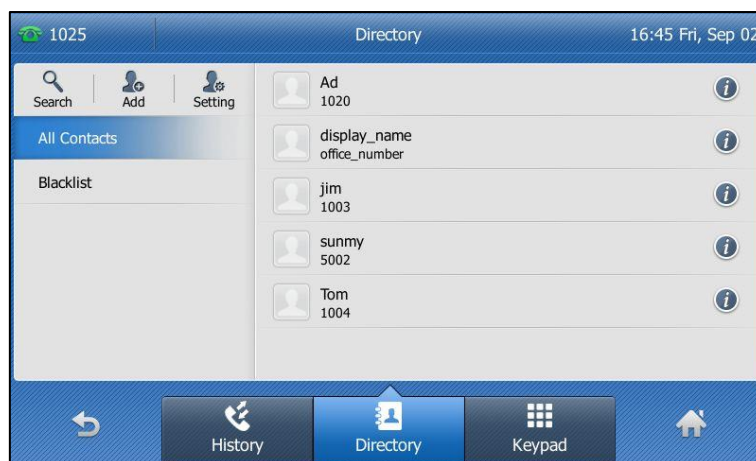 1025 Directory 16:45 Fri, Sep 02
Search Add Setting
All Contacts
Blacklist
Ad
1020
display_name
office_number
jim
1003
sunmy
5002
Tom
1004
History Directory Keypad